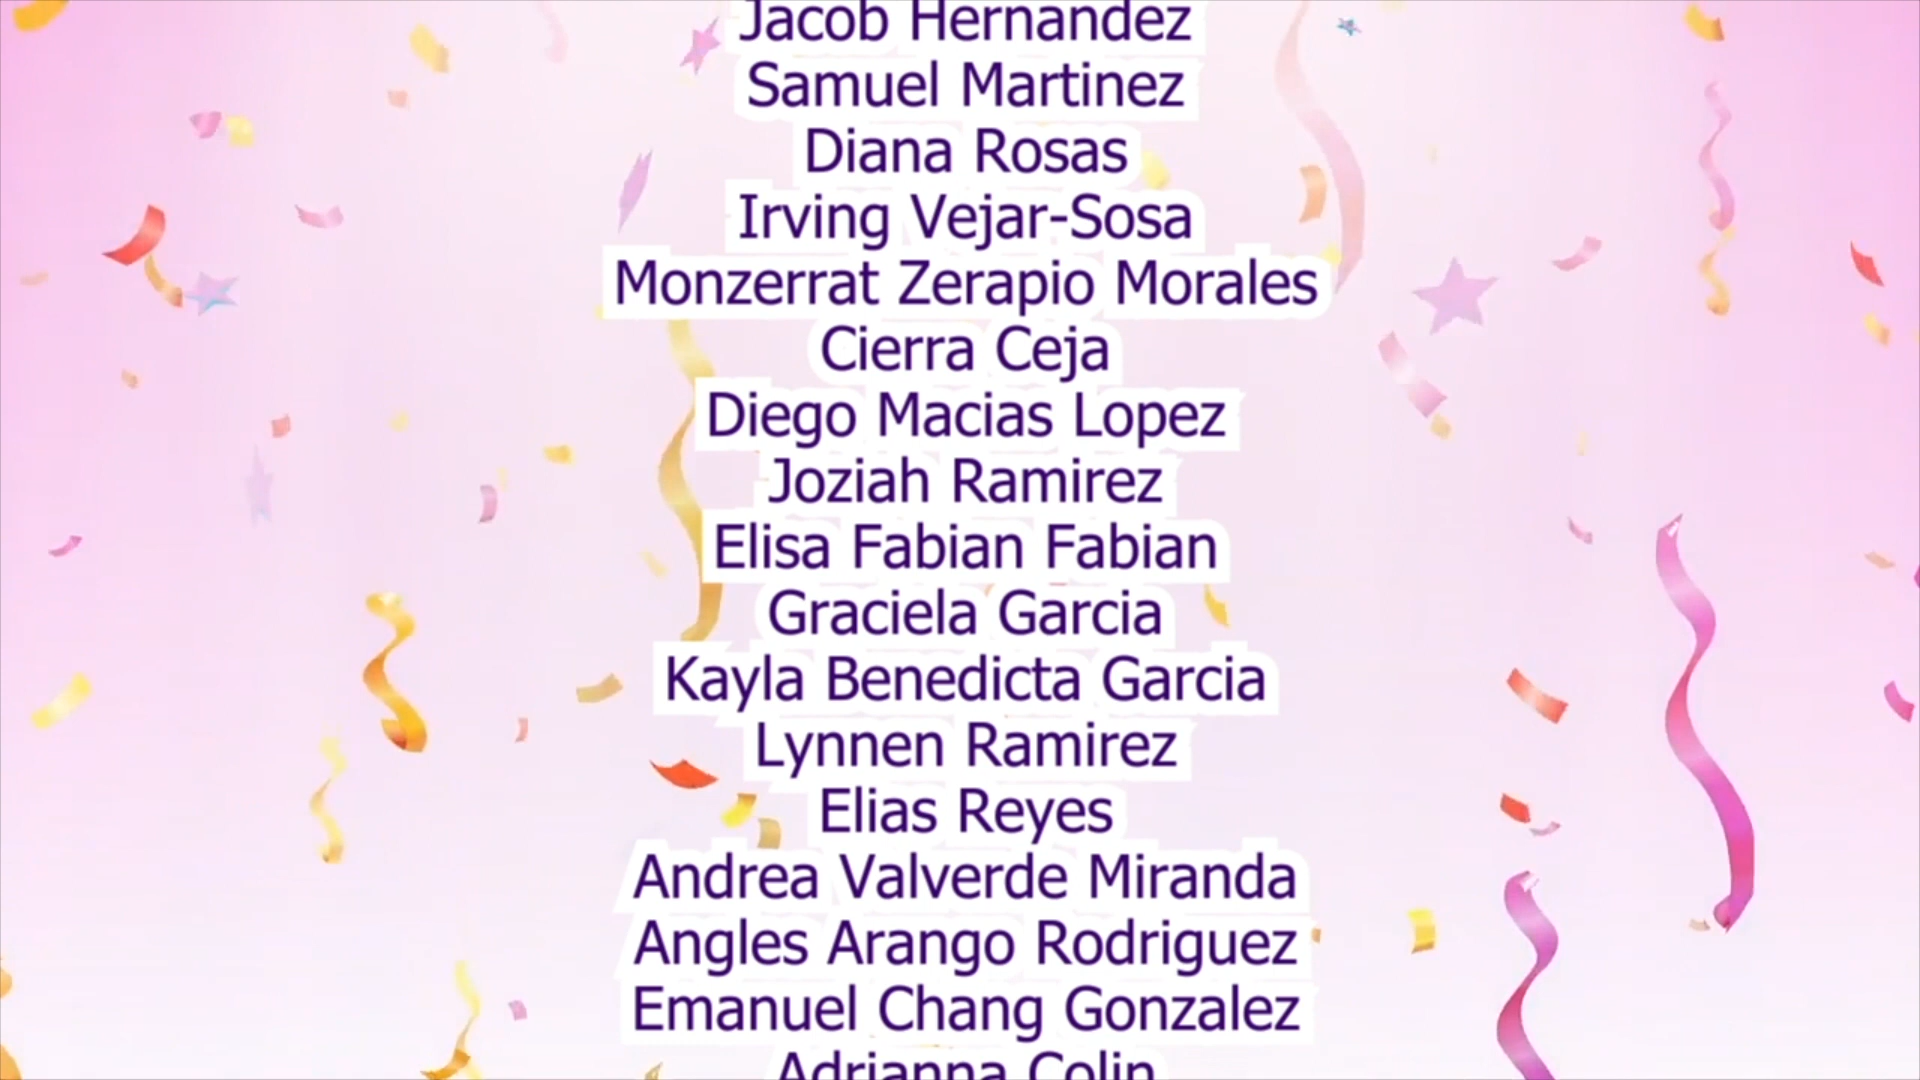 Jacob Hernandez
Samuel Martinez
Diana Rosas
Irving Vejar-Sosa
Monzerrat Zerapio Morales
Cierra Ceja
Diego Macias Lopez
Joziah Ramirez
Elisa Fabian Fabian
Graciela Garcia
Kayla Benedicta Garcia
Lynnen Ramirez
Elias Reyes
Andrea Valverde Miranda
Angles Arango Rodriguez
Emanuel Chang Gonzalez
Adrianna Colin